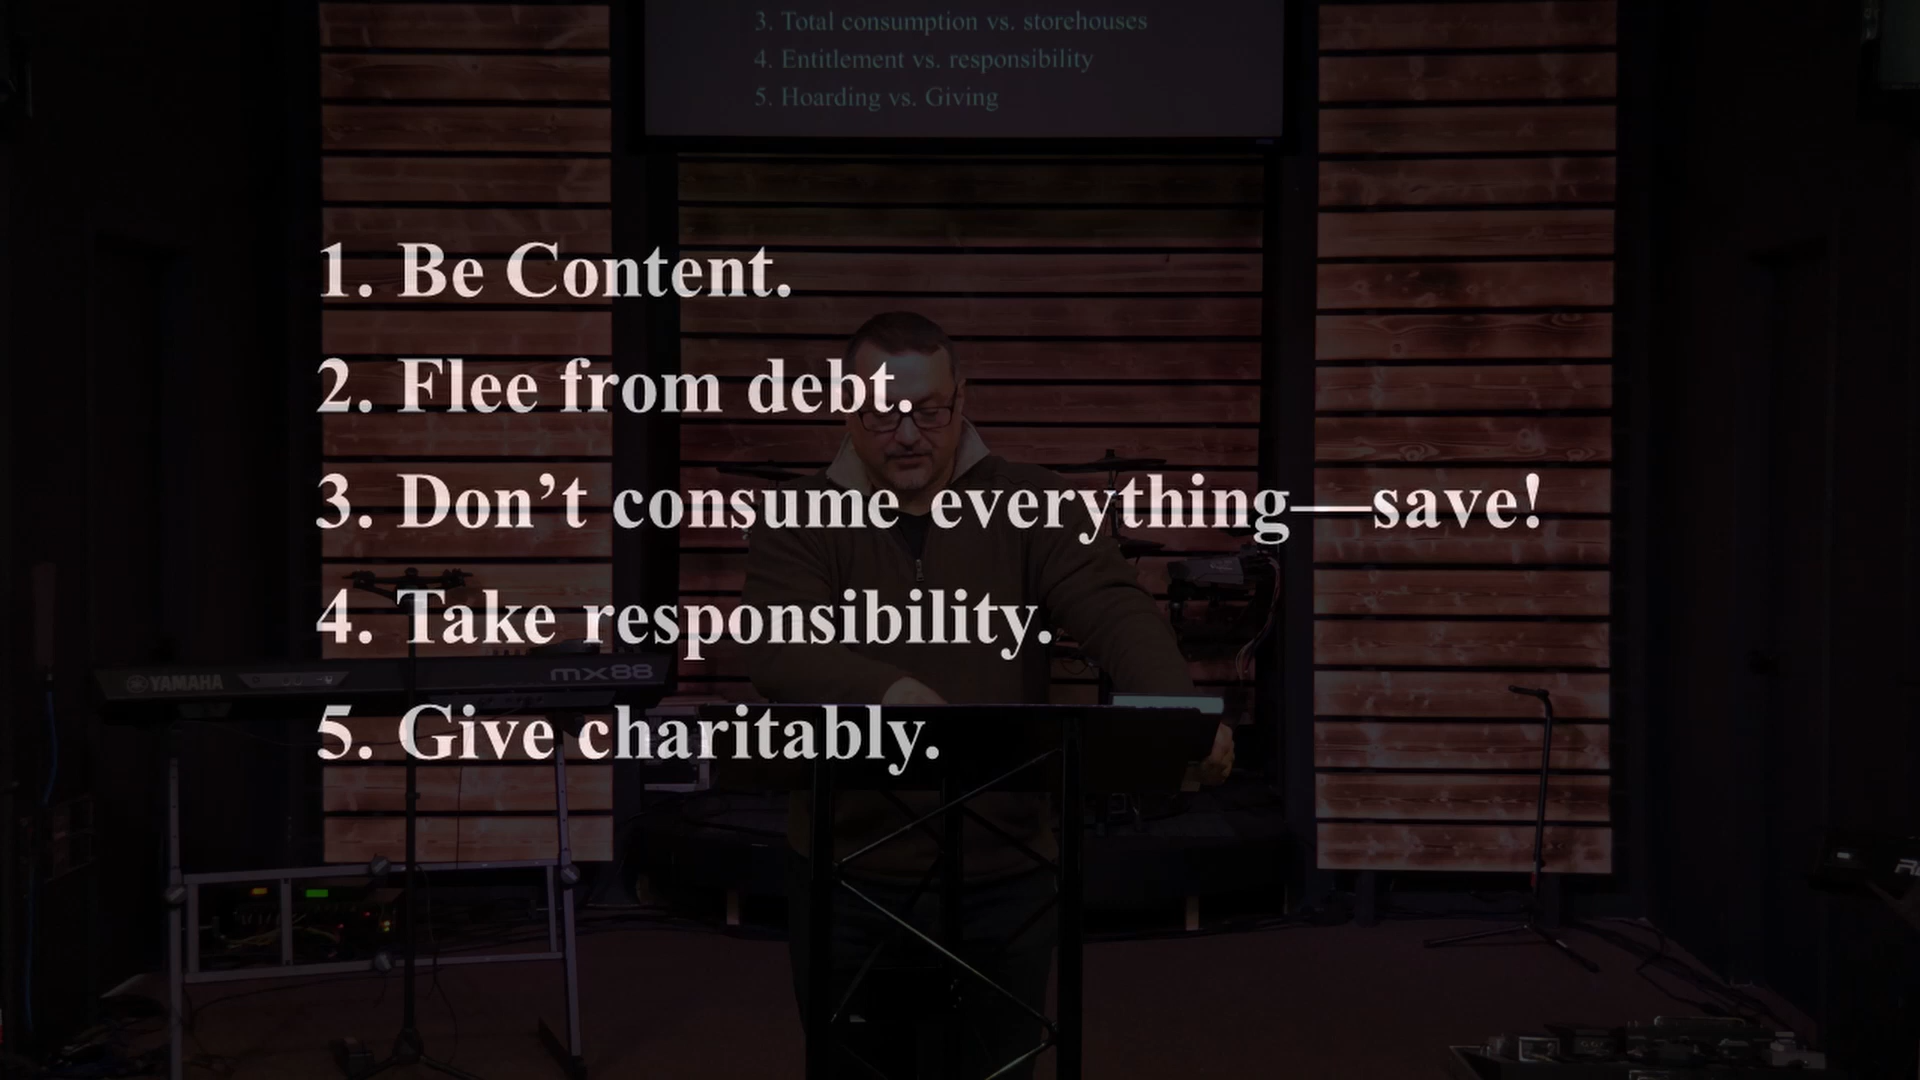 3. Total consumption vs. storehouses
4. Entitlement vs. responsibility
5. Hoarding vs. Giving
1. Be Content.
2. Flee from debt.
3. Don’t consume everything—save!
4. Take responsibility.
5. Give charitably.
YAMAHA
mx88